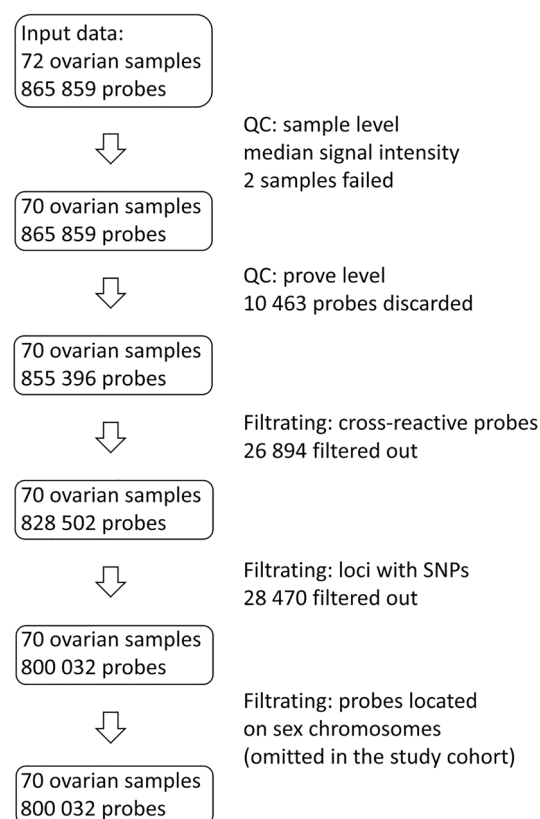 Input data:
72 ovarian samples
865 859 probes
QC: sample level
median signal intensity
2 samples failed
70 ovarian samples
865 859 probes
QC: prove level
10 463 probes discarded
70 ovarian samples
855 396 probes
Filtrating: cross-reactive probes
26 894 filtered out
70 ovarian samples
828 502 probes
Filtrating: loci with SNPs
28 470 filtered out
70 ovarian samples
800 032 probes
Filtrating: probes located
on sex chromosomes
(omitted in the study cohort)
70 ovarian samples
800 032 probes